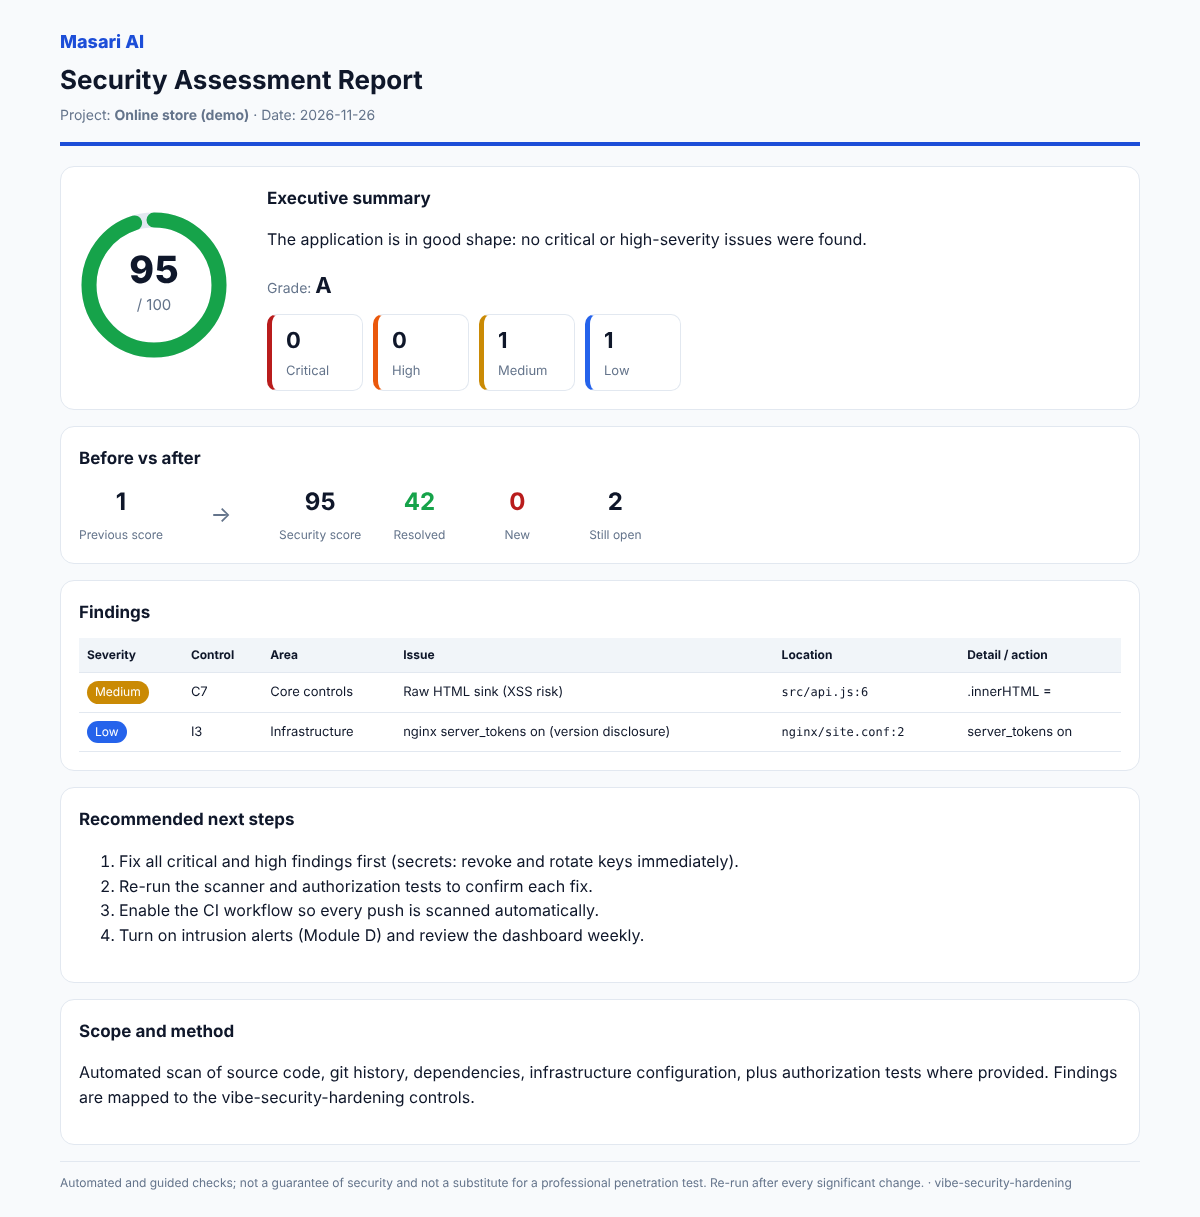 Masari AI
Security Assessment Report
Project: Online store (demo) · Date: 2026-11-26
95
/ 100
Executive summary
The application is in good shape: no critical or high-severity issues were found.
Grade: A
0 0 1 1
Critical High Medium Low
Before vs after
1 → 95 42 0 2
Previous score Security score Resolved New Still open
Findings
Severity Control Area Issue Location Detail / action
Medium C7 Core controls Raw HTML sink (XSS risk) src/api.js:6 .innerHTML =
Low I3 Infrastructure nginx server_tokens on (version disclosure) nginx/site.conf:2 server_tokens on
Recommended next steps
1. Fix all critical and high findings first (secrets: revoke and rotate keys immediately).
2. Re-run the scanner and authorization tests to confirm each fix.
3. Enable the CI workflow so every push is scanned automatically.
4. Turn on intrusion alerts (Module D) and review the dashboard weekly.
Scope and method
Automated scan of source code, git history, dependencies, infrastructure configuration, plus authorization tests where provided. Findings
are mapped to the vibe-security-hardening controls.
Automated and guided checks; not a guarantee of security and not a substitute for a professional penetration test. Re-run after every significant change. · vibe-security-hardening